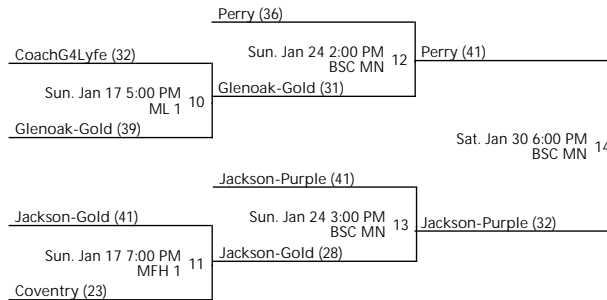 Perry (36)
Sun. Jan 24 2:00 PM
BSC MN
12
Perry (41)
CoachG4Lyfe (32)
Sun. Jan 17 5:00 PM
ML 1
10
Glenoak-Gold (31)
Glenoak-Gold (39)
Sat. Jan 30 6:00 PM
BSC MN
14
Jackson-Purple (41)
Sun. Jan 24 3:00 PM
BSC MN
13
Jackson-Purple (32)
Jackson-Gold (41)
Sun. Jan 17 7:00 PM
MFH 1
11
Jackson-Gold (28)
Coventry (23)